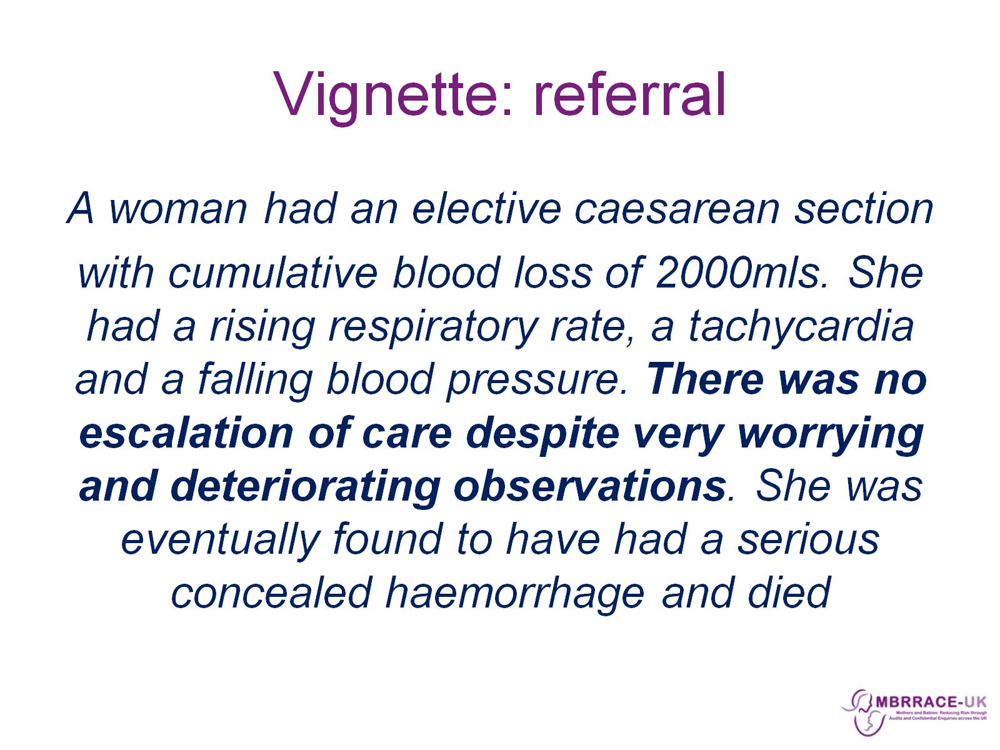 Vignette: referral
A woman had an elective caesarean section
with cumulative blood loss of 2000mls. She
had a rising respiratory rate, a tachycardia
and a falling blood pressure. There was no
escalation of care despite very worrying
and deteriorating observations. She was
eventually found to have had a serious
concealed haemorrhage and died
MBRRACE-UK
Mothers and Babies: Reducing Risk through
Audits and Confidential Enquiries across the UK